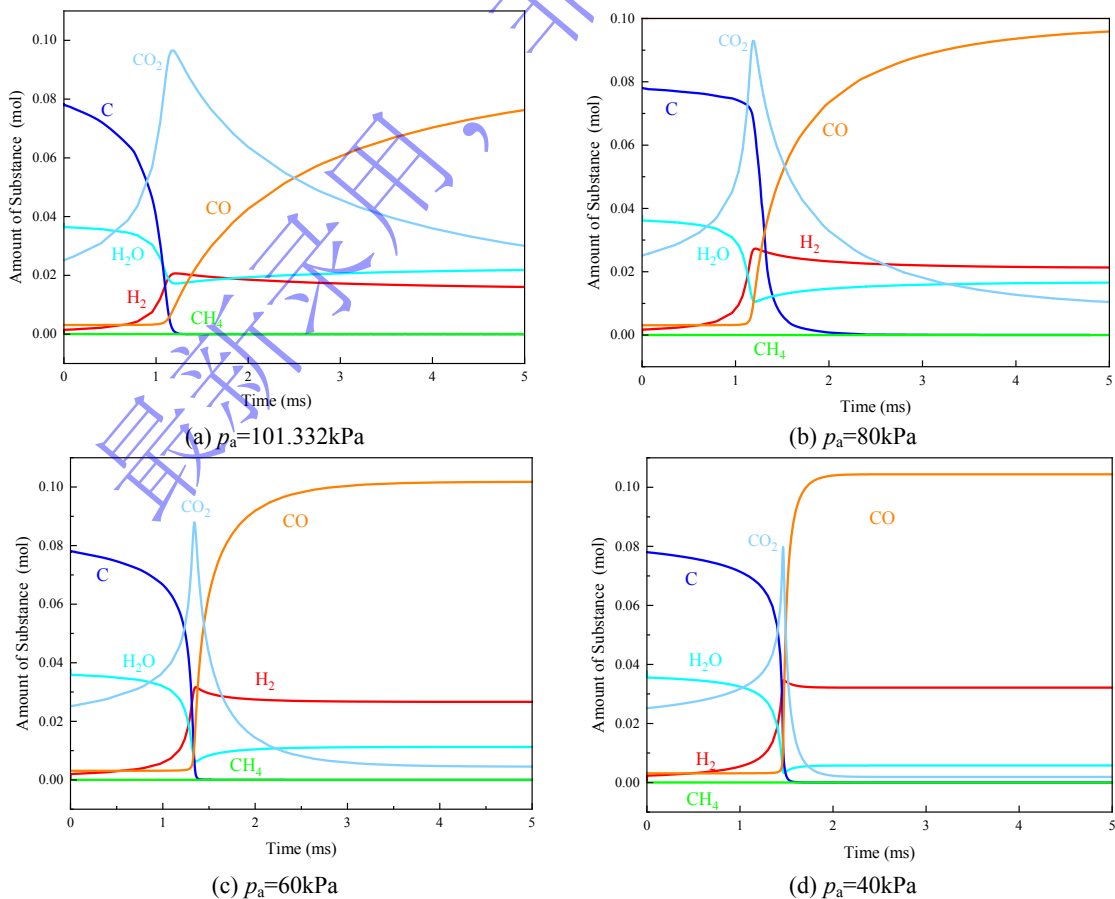 0.10
0.08
0.06
0.04
0.02
0.00
Amount of Substance (mol)
CO2
C
CO
H2O
H2
CH4
0 1 2 3 4 5
Time (ms)
(a) pa=101.332kPa
0.10
0.08
0.06
0.04
0.02
0.00
Amount of Substance (mol)
CO2
C
CO
H2O
H2
CH4
0 1 2 3 4 5
Time (ms)
(b) pa=80kPa
0.10
0.08
0.06
0.04
0.02
0.00
Amount of Substance (mol)
CO2
CO
C
H2O
H2
CH4
0 1 2 3 4 5
Time (ms)
(c) pa=60kPa
0.10
0.08
0.06
0.04
0.02
0.00
Amount of Substance (mol)
CO
CO2
C
H2O
H2
CH4
0 1 2 3 4 5
Time (ms)
(d) pa=40kPa
最新录用，